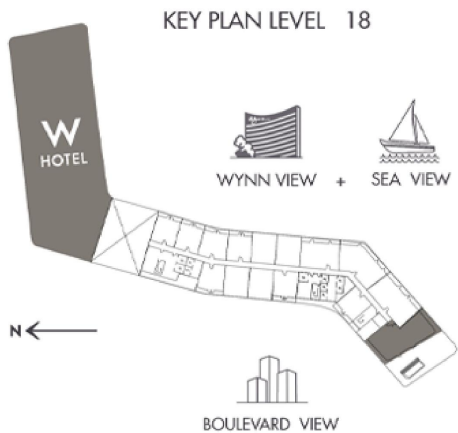 KEY PLAN LEVEL 18
W
HOTEL
WYNN VIEW + SEA VIEW
N
BOULEVARD VIEW